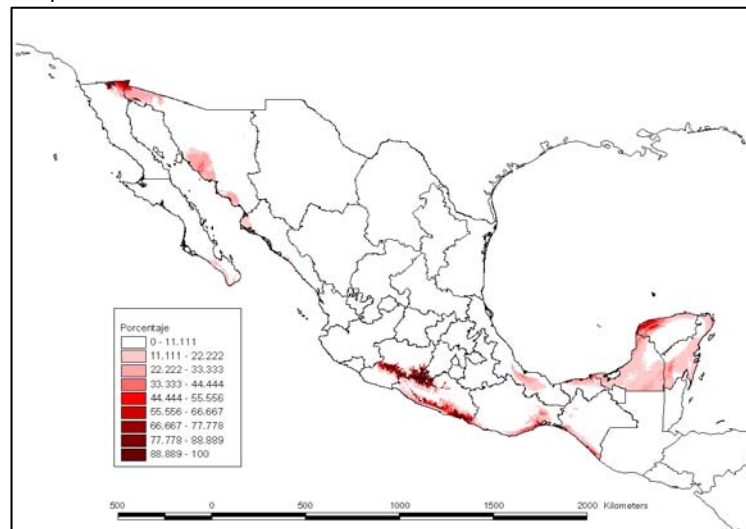 Porcentaje
0 - 11.111
11.111 - 22.222
22.222 - 33.333
33.333 - 44.444
44.444 - 55.556
55.556 - 66.667
66.667 - 77.778
77.778 - 88.889
88.889 - 100
500 0 500 1000 1500 2000 Kilometers